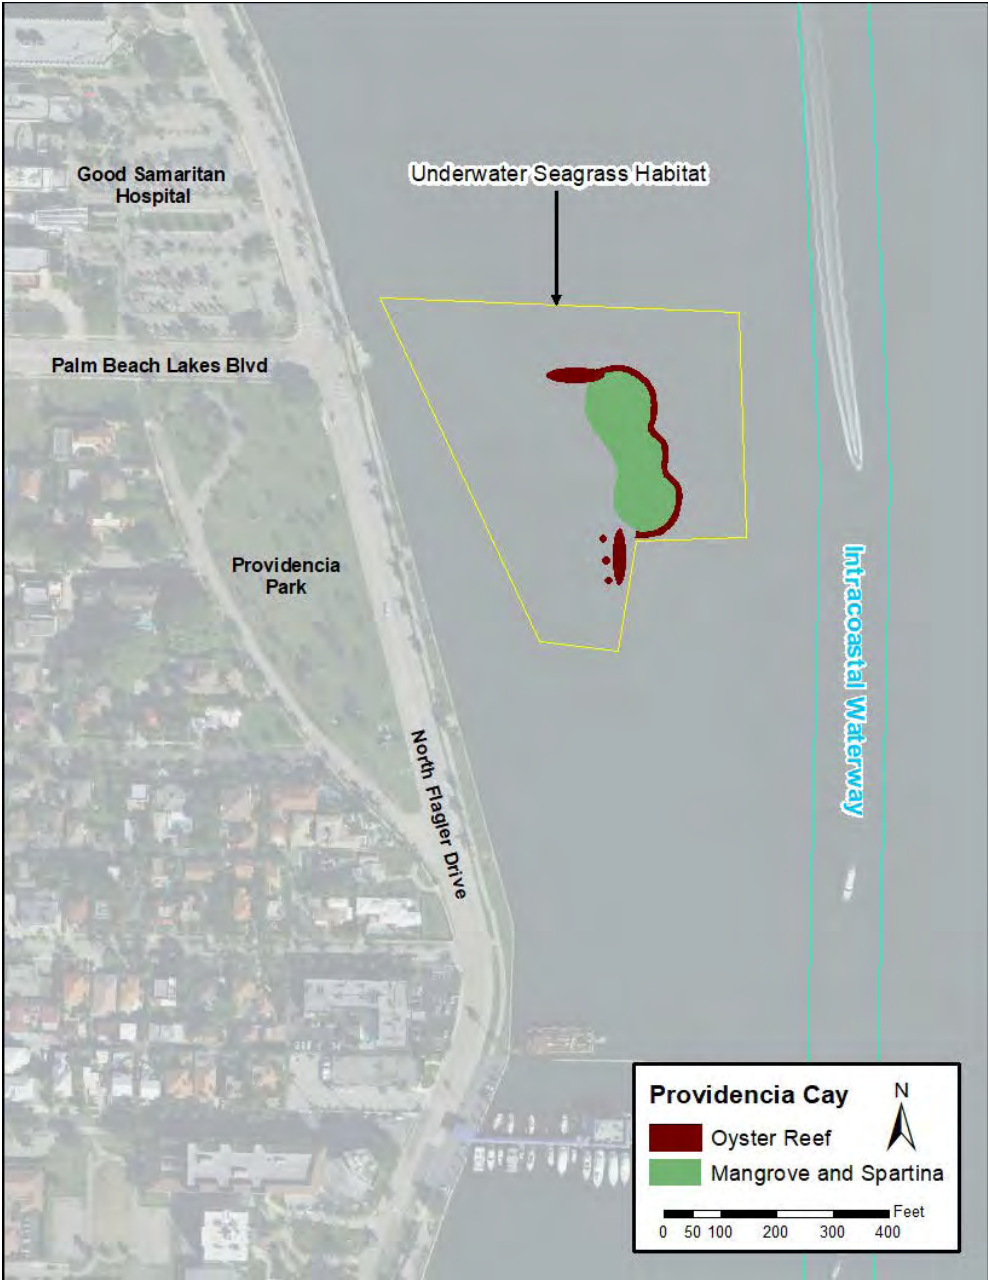 Good Samaritan
Hospital
Underwater Seagrass Habitat
Palm Beach Lakes Blvd
Providencia
Park
Intracoastal Waterway
North Flagler Drive
Providencia Cay
N
Oyster Reef
Mangrove and Spartina
Feet
0 50 100 200 300 400